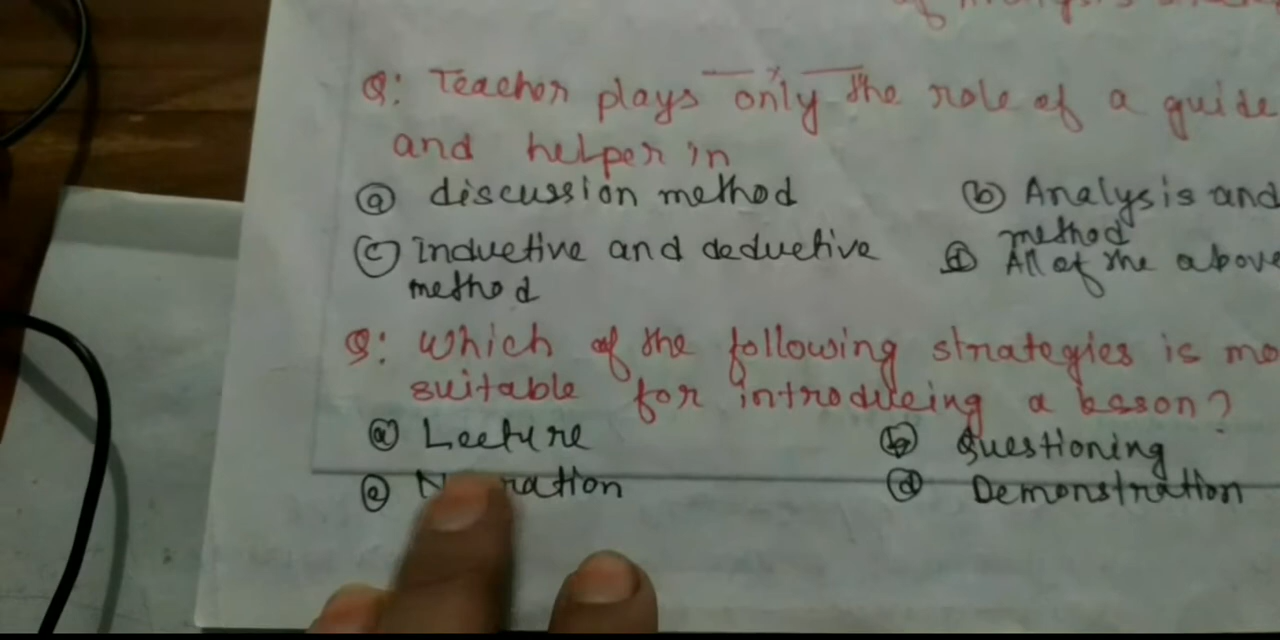 Q: Teacher plays only the role of a guide
and helper in
(a) discussion method (b) Analysis and
method
(c) Inductive and deductive (d) All of the above
method
Q: Which of the following strategies is mo
suitable for introduceing a lesson?
(a) Lecture (b) Questioning
(c) ration (d) Demonstration